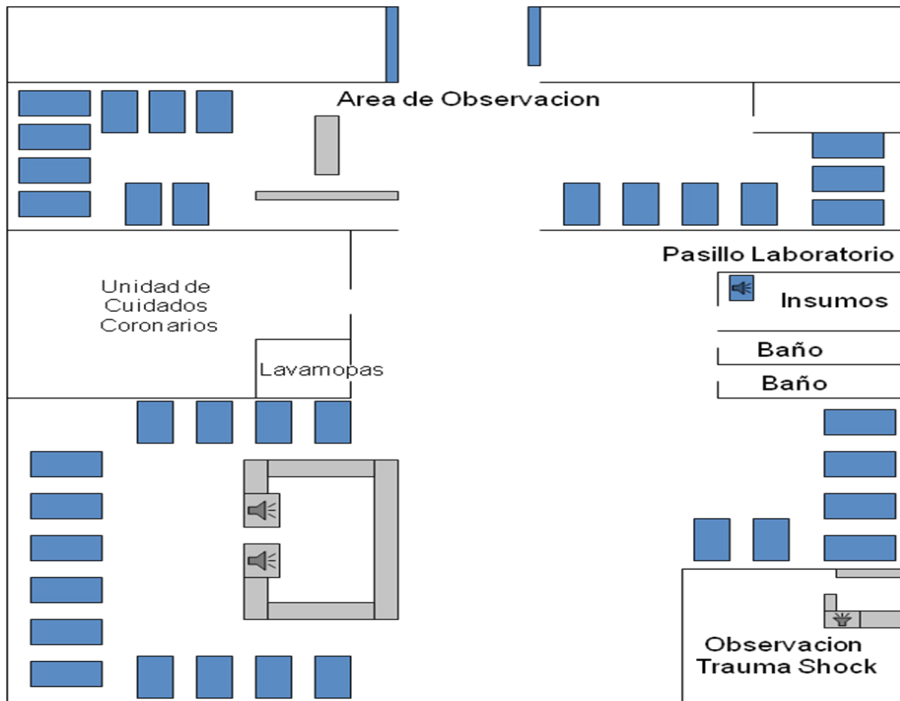 Area de Observacion
Pasillo Laboratorio
Unidad de
Cuidados
Coronarios
Insumos
Baño
Lavamopas
Baño
Observacion
Trauma Shock